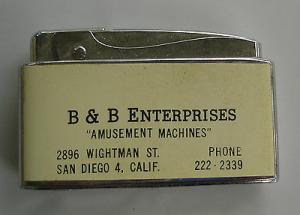 B & B ENTERPRISES
"AMUSEMENT MACHINES"
2896 WIGHTMAN ST. PHONE
SAN DIEGO 4, CALIF. 222-2339